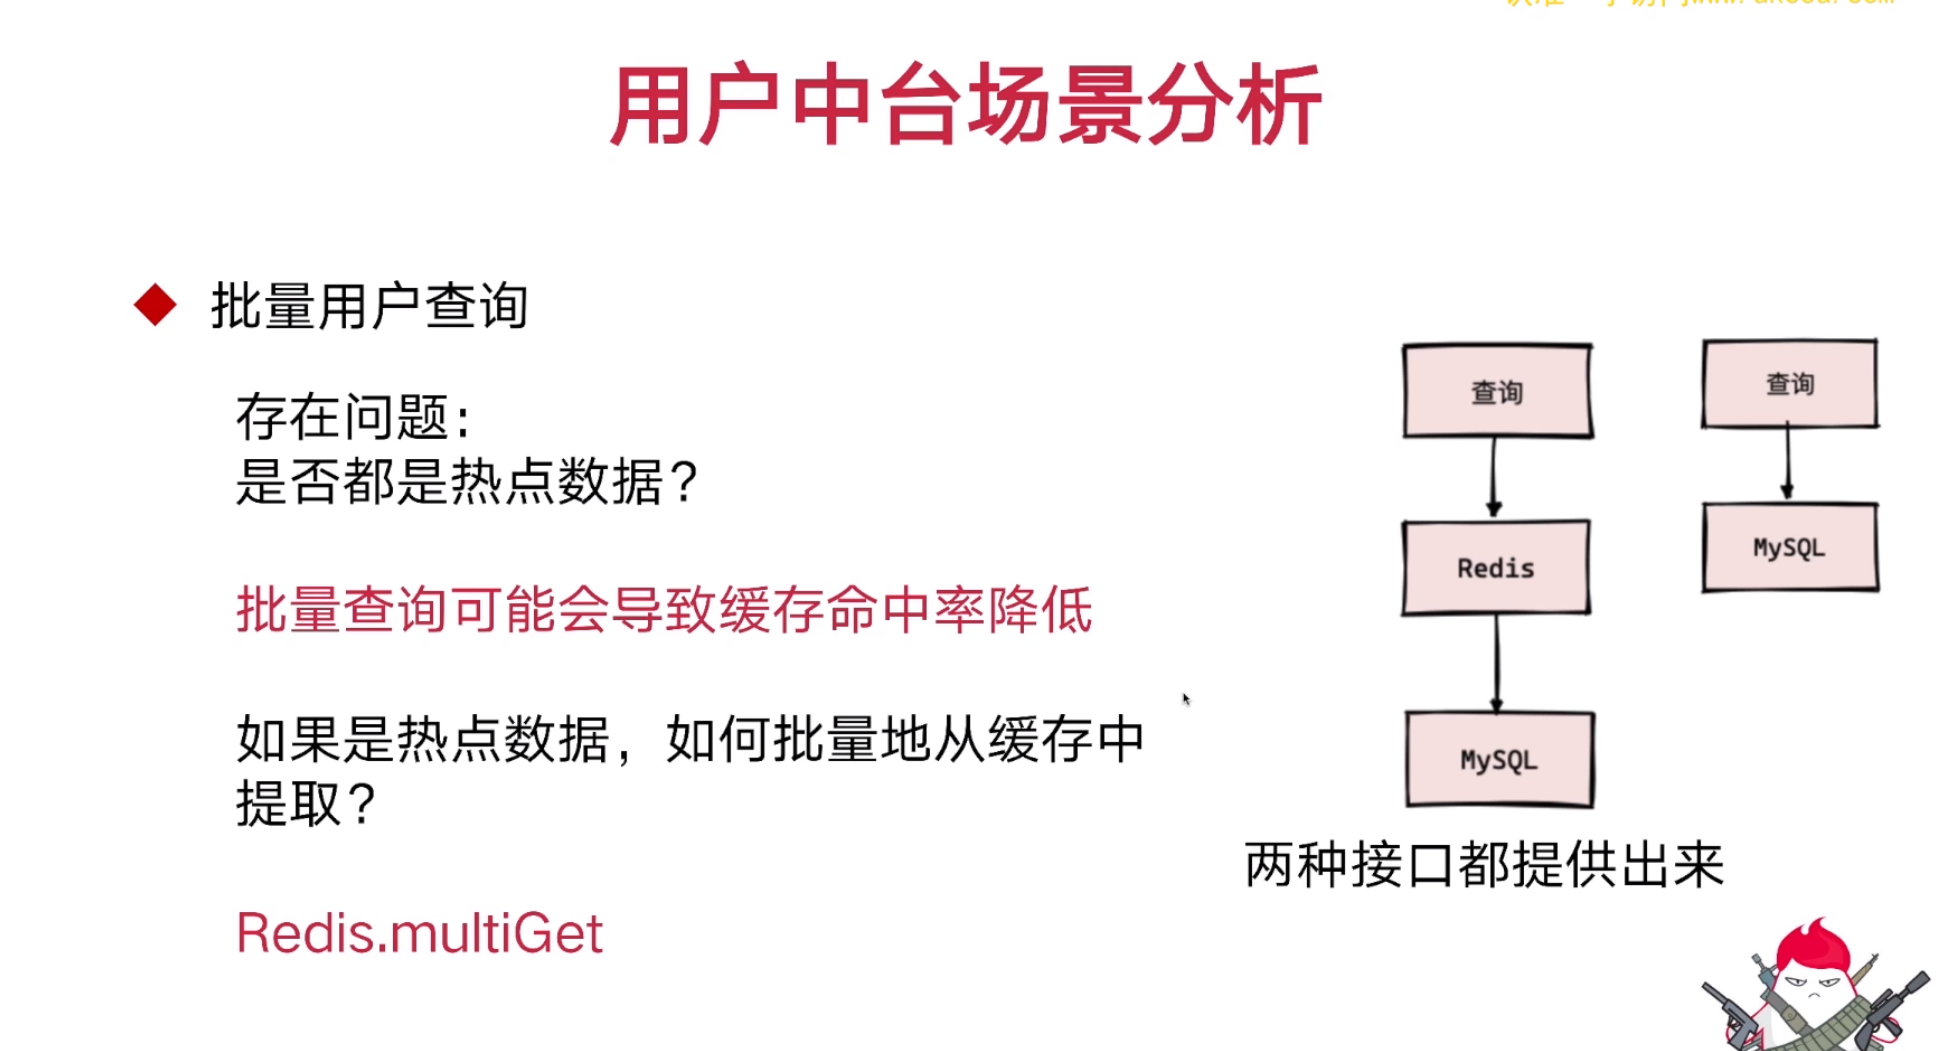 用户中台场景分析
批量用户查询
存在问题：
是否都是热点数据？
批量查询可能会导致缓存命中率降低
如果是热点数据，如何批量地从缓存中
提取？
Redis.multiGet
查询
Redis
MySQL
查询
MySQL
两种接口都提供出来